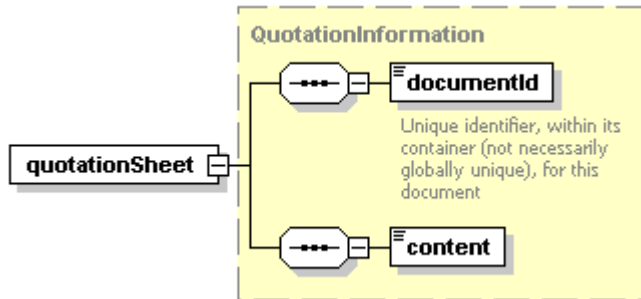 QuotationInformation
documentId
Unique identifier, within its
container (not necessarily
globally unique), for this
document
quotationSheet
content